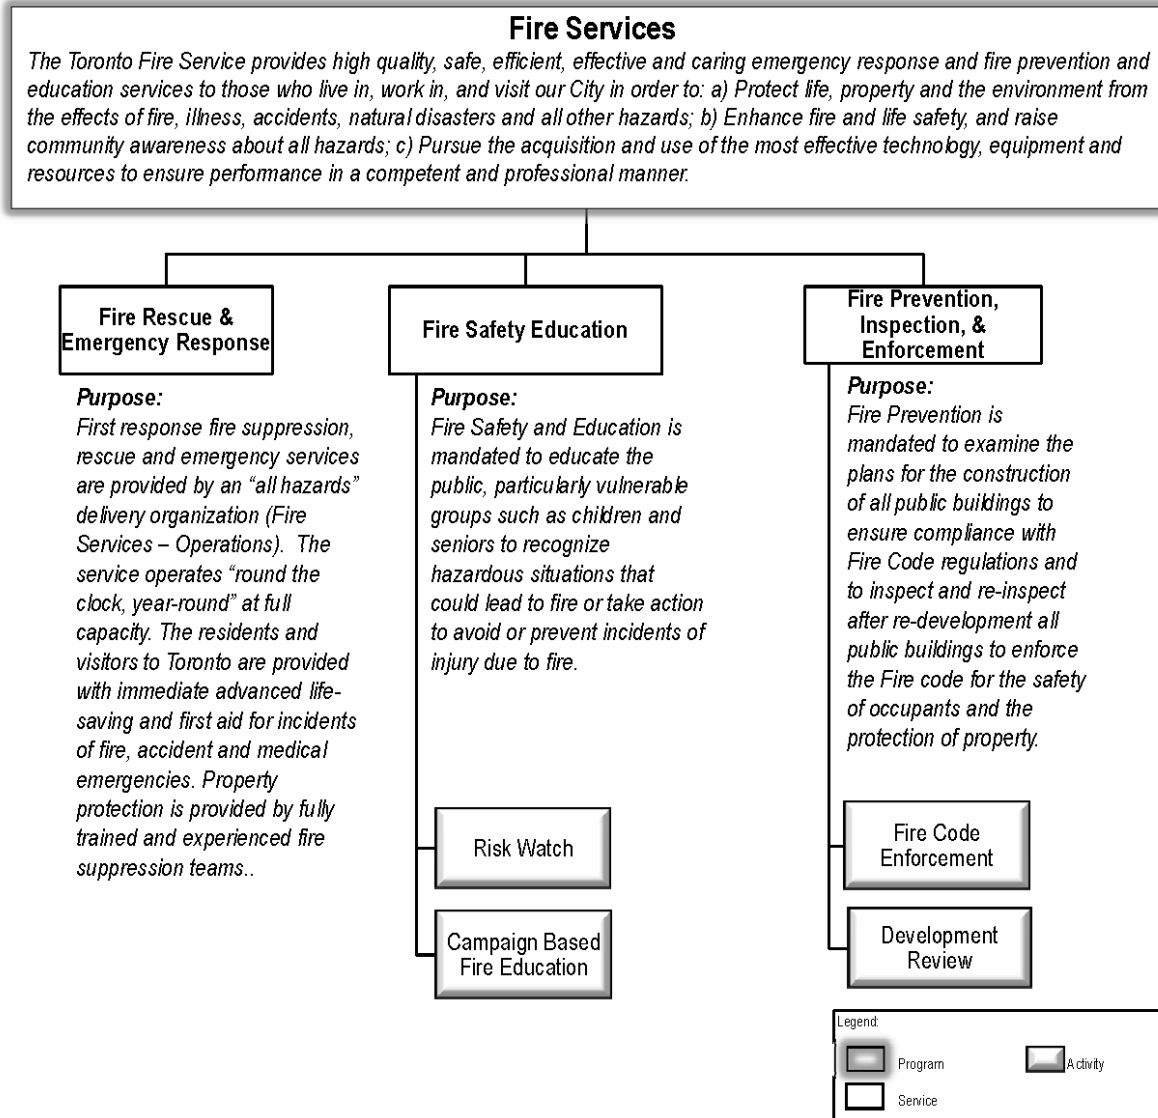 Fire Services
The Toronto Fire Service provides high quality, safe, efficient, effective and caring emergency response and fire prevention and
education services to those who live in, work in, and visit our City in order to: a) Protect life, property and the environment from
the effects of fire, illness, accidents, natural disasters and all other hazards; b) Enhance fire and life safety, and raise
community awareness about all hazards; c) Pursue the acquisition and use of the most effective technology, equipment and
resources to ensure performance in a competent and professional manner.
Fire Rescue &
Emergency Response
Purpose:
First response fire suppression,
rescue and emergency services
are provided by an “all hazards”
delivery organization (Fire
Services – Operations). The
service operates “round the
clock, year-round” at full
capacity. The residents and
visitors to Toronto are provided
with immediate advanced life-
saving and first aid for incidents
of fire, accident and medical
emergencies. Property
protection is provided by fully
trained and experienced fire
suppression teams..
Fire Safety Education
Purpose:
Fire Safety and Education is
mandated to educate the
public, particularly vulnerable
groups such as children and
seniors to recognize
hazardous situations that
could lead to fire or take action
to avoid or prevent incidents of
injury due to fire.
Risk Watch
Campaign Based
Fire Education
Fire Prevention,
Inspection, &
Enforcement
Purpose:
Fire Prevention is
mandated to examine the
plans for the construction
of all public buildings to
ensure compliance with
Fire Code regulations and
to inspect and re-inspect
after re-development all
public buildings to enforce
the Fire code for the safety
of occupants and the
protection of property.
Fire Code
Enforcement
Development
Review
Legend:
Program
Activity
Service